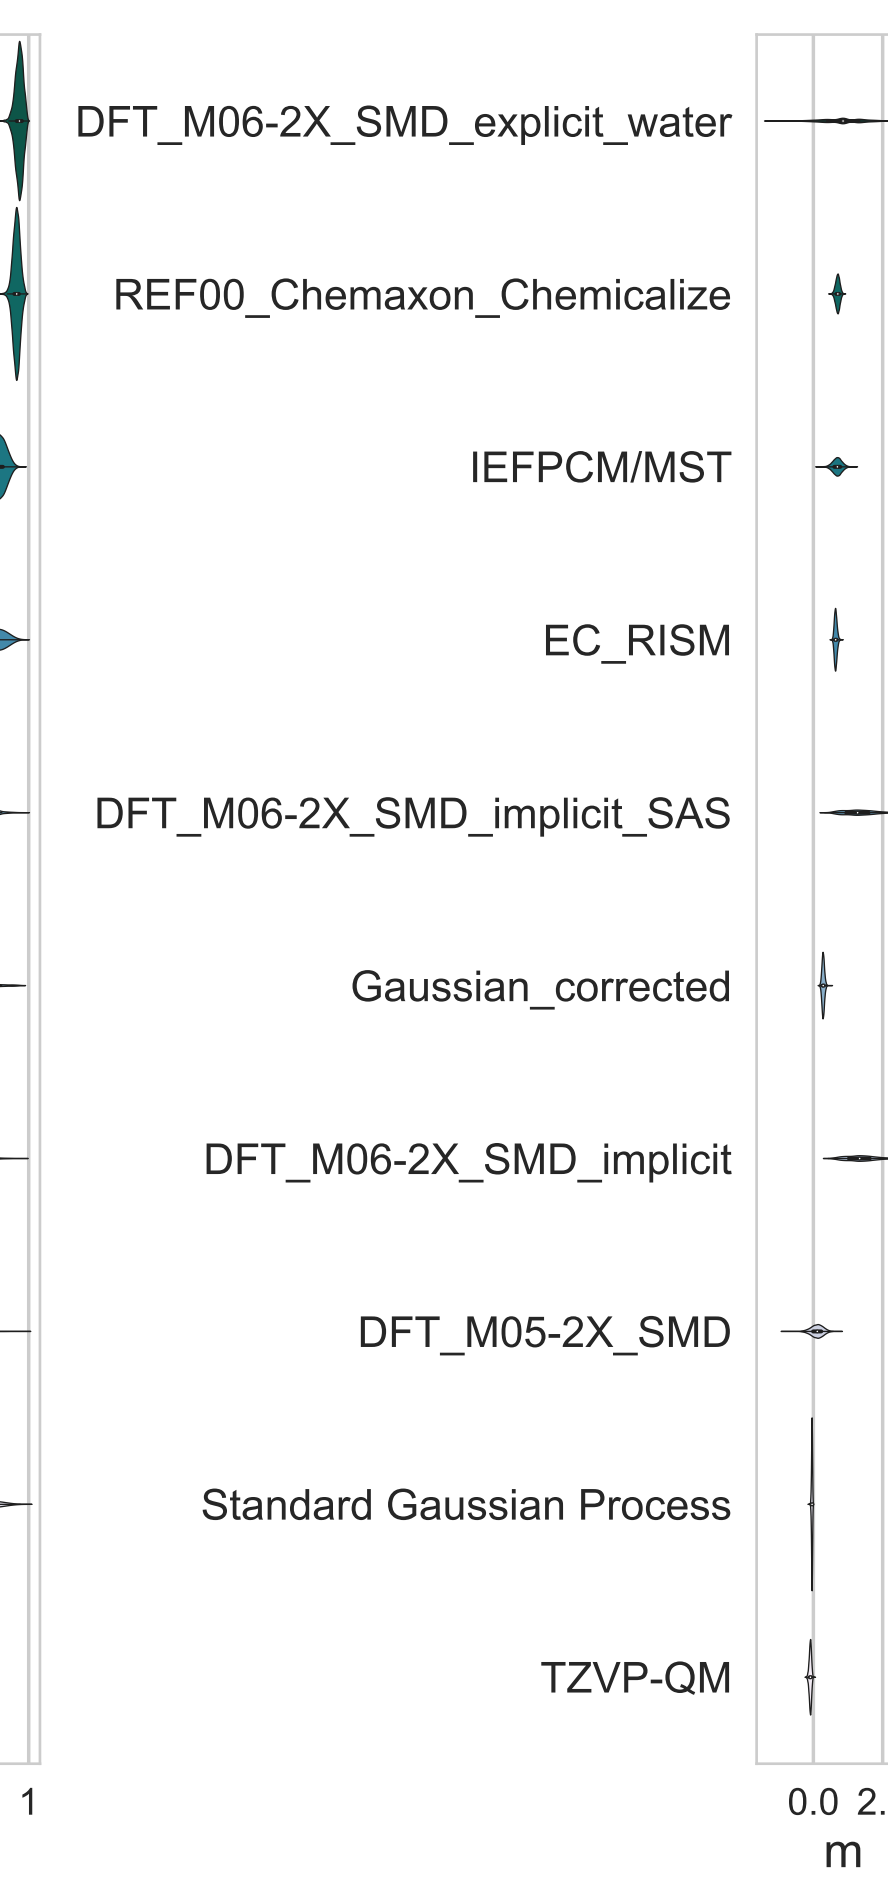 DFT_M06-2X_SMD_explicit_water
REF00_Chemaxon_Chemicalize
IEFPCM/MST
EC_RISM
DFT_M06-2X_SMD_implicit_SAS
Gaussian_corrected
DFT_M06-2X_SMD_implicit
DFT_M05-2X_SMD
Standard Gaussian Process
TZVP-QM
1
0.0 2.
m